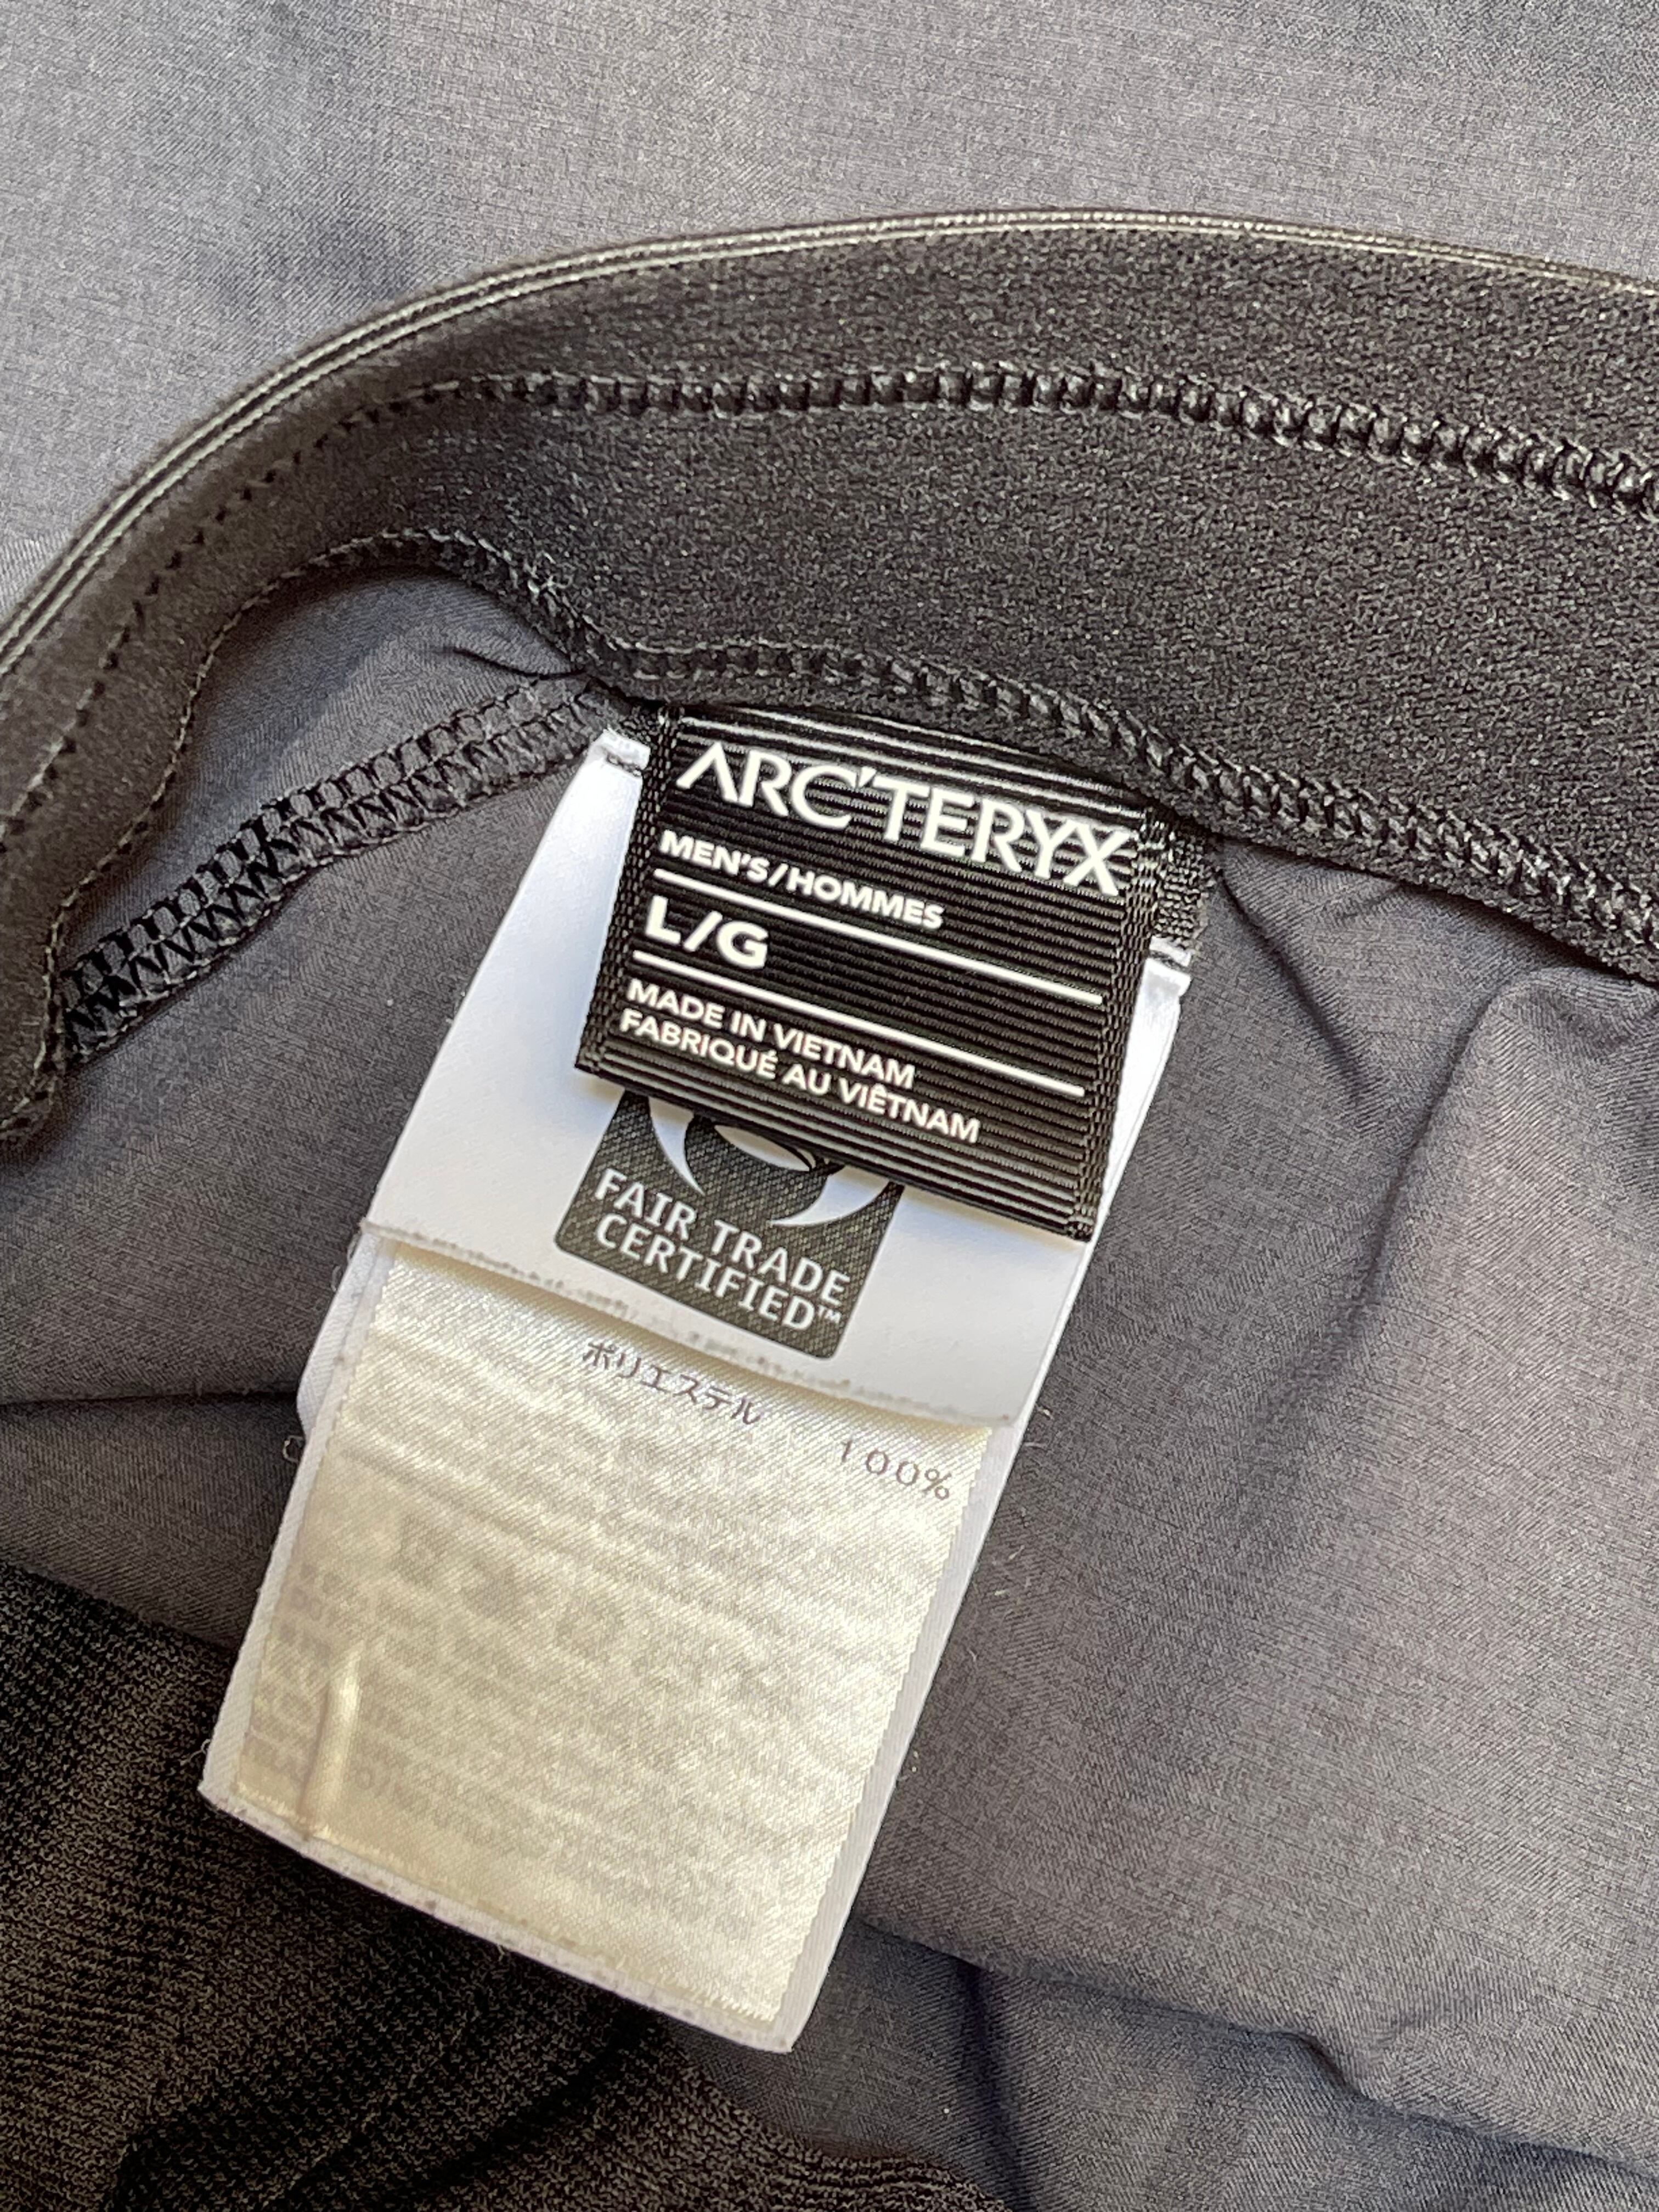 ARC'TERYX
MEN'S/HOMMES
L/G
MADE IN VIETNAM
FABRIQUÉ AU VIÊTNAM
FAIR TRADE
CERTIFIED™
ポリエステル
100%